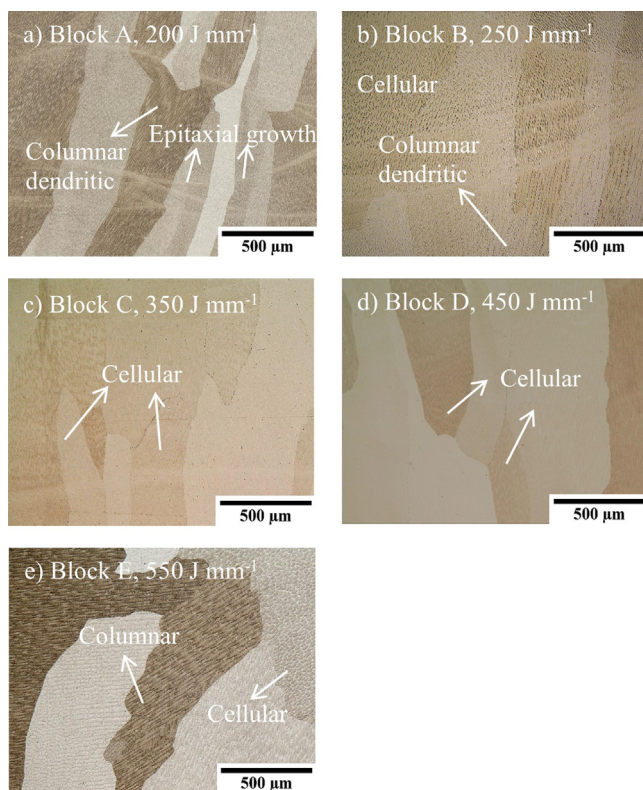 a) Block A, 200 J mm⁻¹
Epitaxial growth
Columnar
dendritic
500 µm
b) Block B, 250 J mm⁻¹
Cellular
Columnar
dendritic
500 µm
c) Block C, 350 J mm⁻¹
Cellular
500 µm
d) Block D, 450 J mm⁻¹
Cellular
500 µm
e) Block E, 550 J mm⁻¹
Columnar
Cellular
500 µm